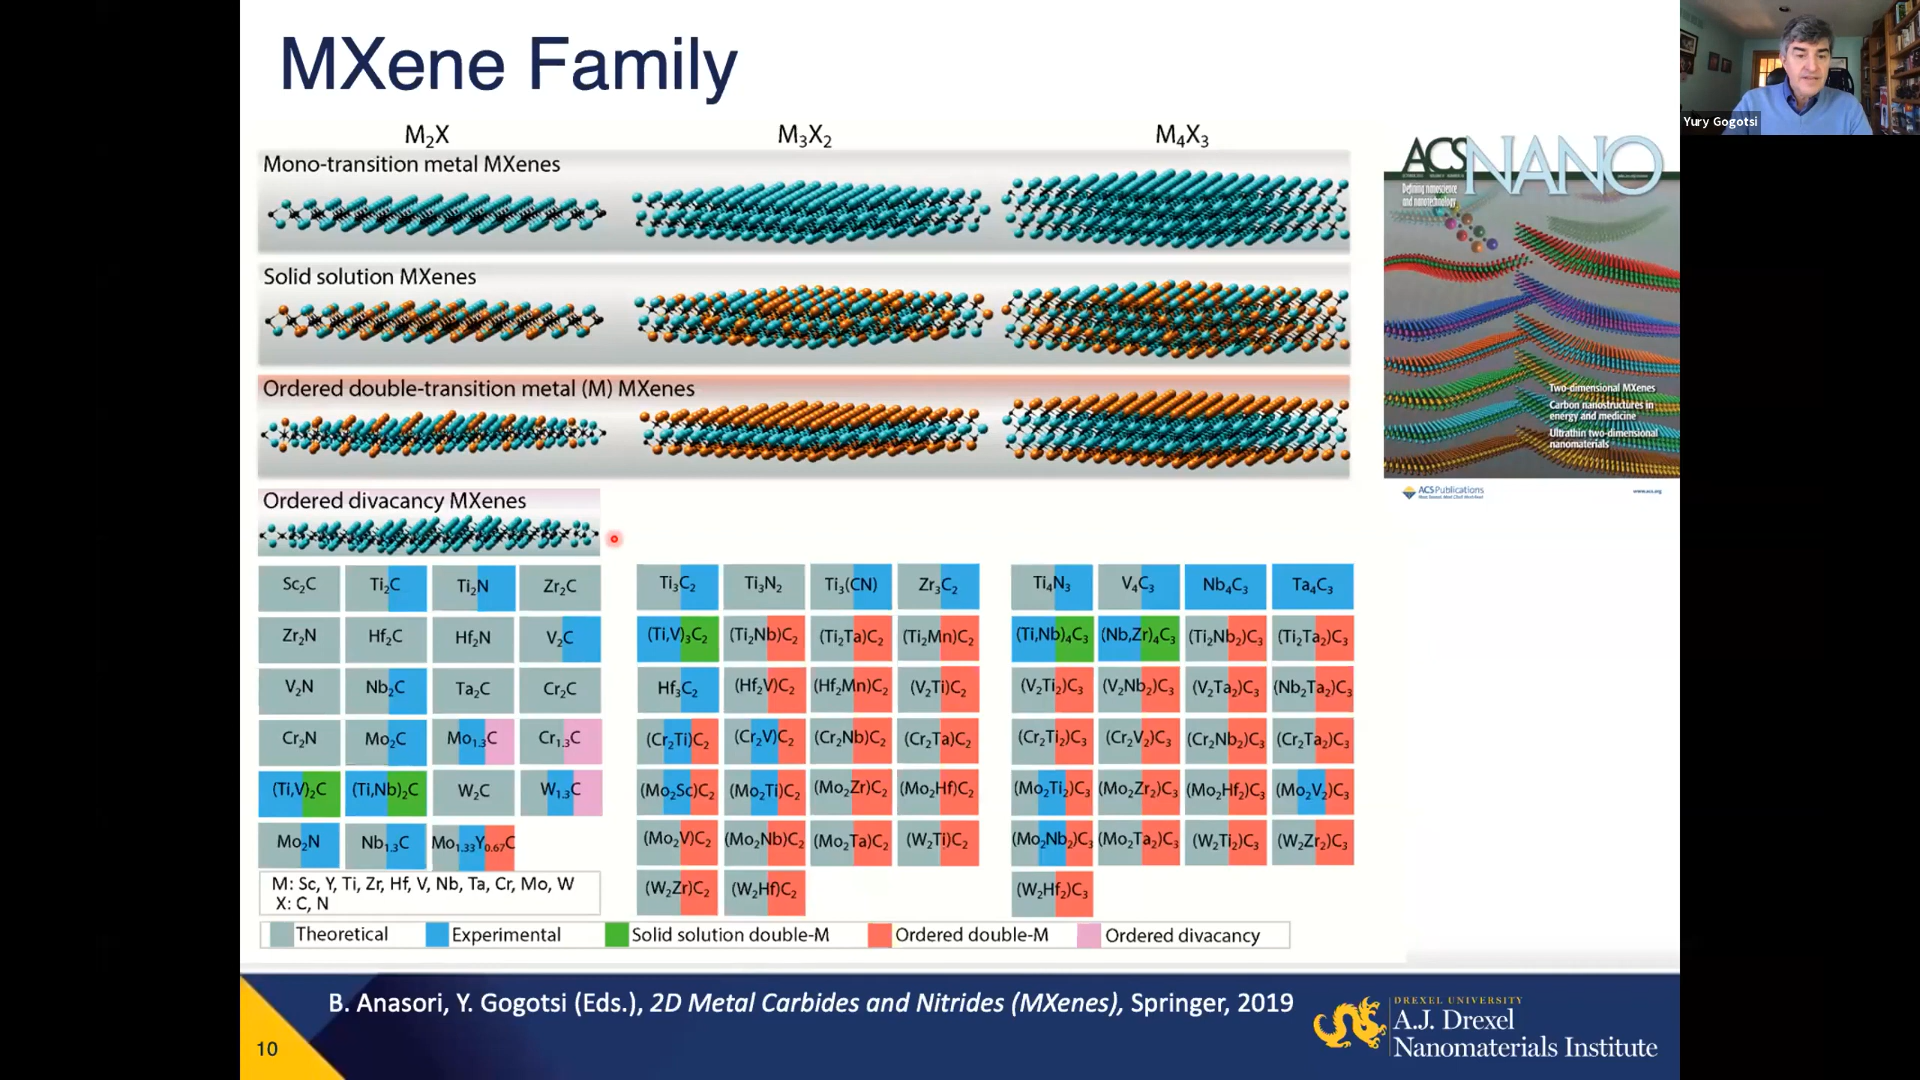 MXene Family
Yury Gogotsi
M₂X M₃X₂ M₄X₃
Mono-transition metal MXenes
Solid solution MXenes
Ordered double-transition metal (M) MXenes
Ordered divacancy MXenes
ACS NANO
Defining nanoscience
and nanotechnology
Two-dimensional MXenes
Carbon nanostructures in
energy and medicine
Ultrathin two-dimensional
nanomaterials
ACS Publications
www.acs.org
Sc₂C Ti₂C Ti₂N Zr₂C
Zr₂N Hf₂C Hf₂N V₂C
V₂N Nb₂C Ta₂C Cr₂C
Cr₂N Mo₂C Mo₁.₃C Cr₁.₃C
(Ti,V)₂C (Ti,Nb)₂C W₂C W₁.₃C
Mo₂N Nb₁.₃C Mo₁.₃₃Y₀.₆₇C
M: Sc, Y, Ti, Zr, Hf, V, Nb, Ta, Cr, Mo, W
X: C, N
Ti₃C₂ Ti₃N₂ Ti₃(CN) Zr₃C₂
(Ti,V)₃C₂ (Ti₂Nb)C₂ (Ti₂Ta)C₂ (Ti₂Mn)C₂
Hf₃C₂ (Hf₂V)C₂ (Hf₂Mn)C₂ (V₂Ti)C₂
(Cr₂Ti)C₂ (Cr₂V)C₂ (Cr₂Nb)C₂ (Cr₂Ta)C₂
(Mo₂Sc)C₂ (Mo₂Ti)C₂ (Mo₂Zr)C₂ (Mo₂Hf)C₂
(Mo₂V)C₂ (Mo₂Nb)C₂ (Mo₂Ta)C₂ (W₂Ti)C₂
(W₂Zr)C₂ (W₂Hf)C₂
Ti₄N₃ V₄C₃ Nb₄C₃ Ta₄C₃
(Ti,Nb)₄C₃ (Nb,Zr)₄C₃ (Ti₂Nb₂)C₃ (Ti₂Ta₂)C₃
(V₂Ti₂)C₃ (V₂Nb₂)C₃ (V₂Ta₂)C₃ (Nb₂Ta₂)C₃
(Cr₂Ti₂)C₃ (Cr₂V₂)C₃ (Cr₂Nb₂)C₃ (Cr₂Ta₂)C₃
(Mo₂Ti₂)C₃ (Mo₂Zr₂)C₃ (Mo₂Hf₂)C₃ (Mo₂V₂)C₃
(Mo₂Nb₂)C₃ (Mo₂Ta₂)C₃ (W₂Ti₂)C₃ (W₂Zr₂)C₃
(W₂Hf₂)C₃
Theoretical Experimental Solid solution double-M Ordered double-M Ordered divacancy
B. Anasori, Y. Gogotsi (Eds.), 2D Metal Carbides and Nitrides (MXenes), Springer, 2019
DREXEL UNIVERSITY
A.J. Drexel
Nanomaterials Institute
10